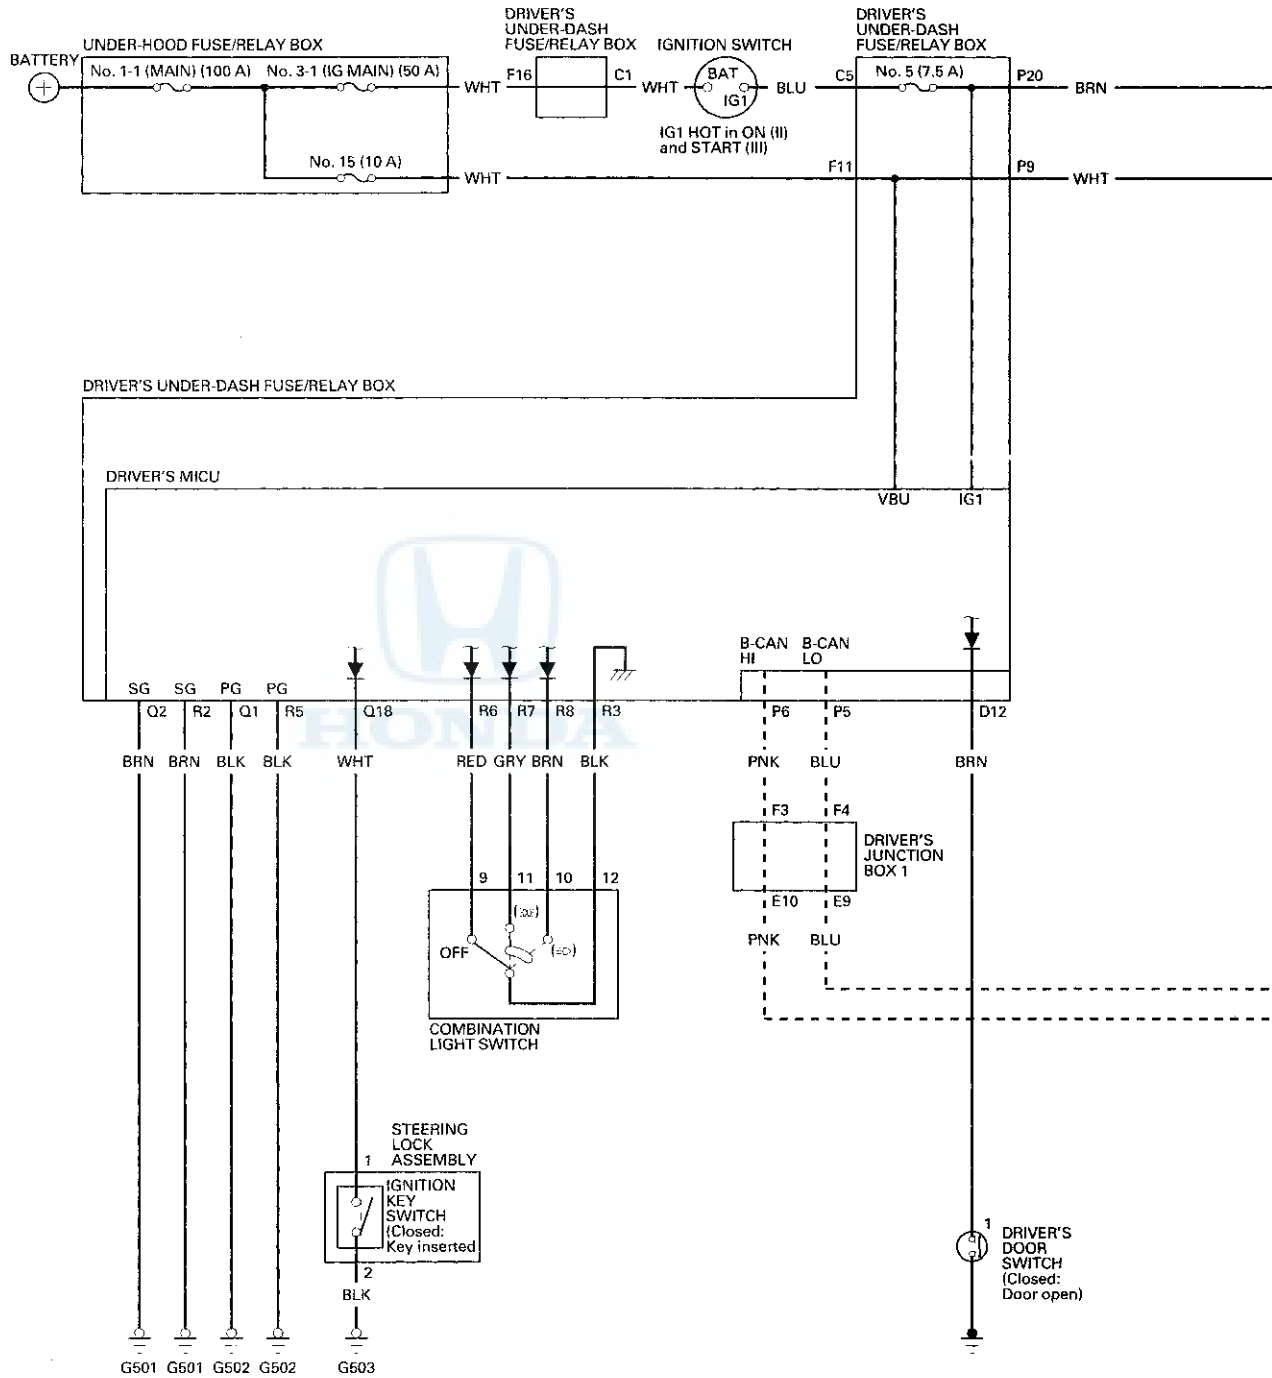 DRIVER'S
UNDER-DASH
FUSE/RELAY BOX
DRIVER'S
UNDER-DASH
FUSE/RELAY BOX
UNDER-HOOD FUSE/RELAY BOX
IGNITION SWITCH
BATTERY
No. 1-1 (MAIN) (100 A) No. 3-1 (IG MAIN) (50 A)
F16 C1
BAT
C5 No. 5 (7.5 A) P20
WHT WHT BLU BRN
IG1
IG1 HOT in ON (II)
and START (III)
No. 15 (10 A)
F11 P9
WHT WHT
DRIVER'S UNDER-DASH FUSE/RELAY BOX
DRIVER'S MICU
VBU IG1
HONDA
B-CAN
HI
B-CAN
LO
SG SG PG PG
Q2 R2 Q1 R5 Q18 R6 R7 R8 R3 P6 P5 D12
BRN BRN BLK BLK WHT RED GRY BRN BLK PNK BLU BRN
F3 F4
DRIVER'S
JUNCTION
BOX 1
9 11 10 12
E10 E9
OFF
PNK BLU
COMBINATION
LIGHT SWITCH
STEERING
LOCK
ASSEMBLY
1
IGNITION
KEY
SWITCH
(Closed:
Key inserted
2
BLK
1
DRIVER'S
DOOR
SWITCH
(Closed:
Door open)
G501 G501 G502 G502 G503